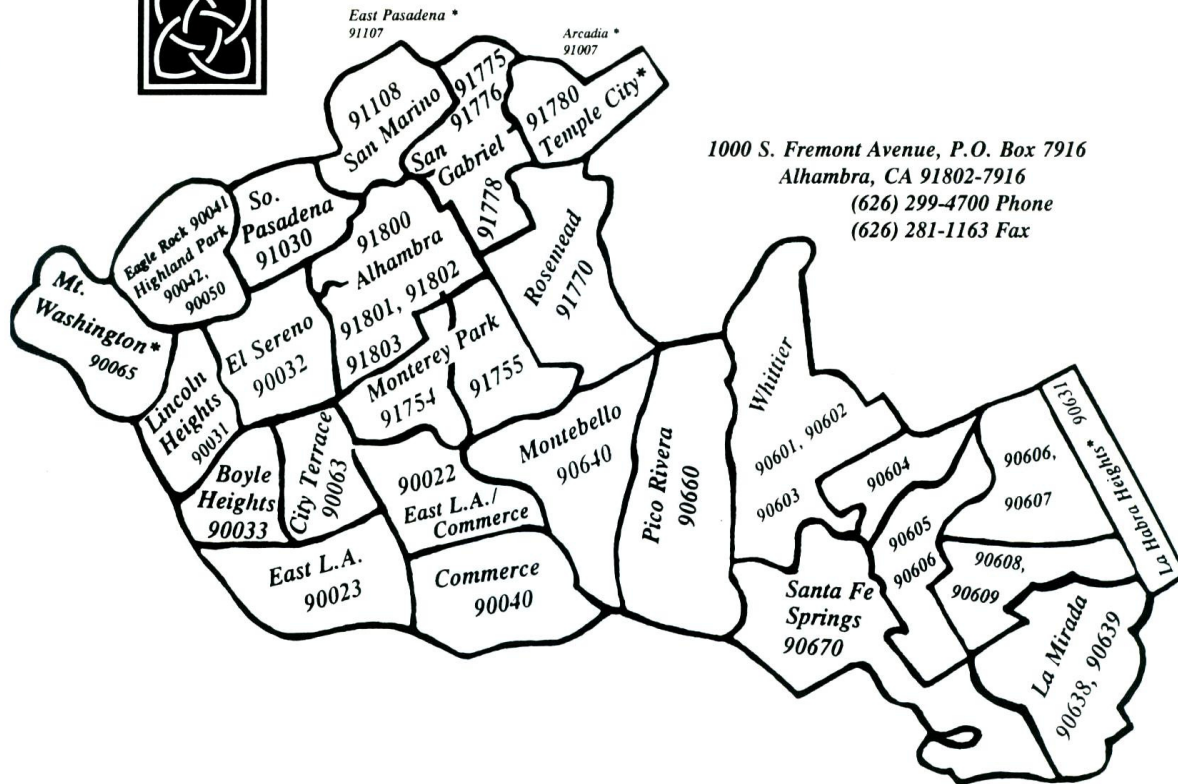 East Pasadena *
91107
Arcadia *
91007
91108
San Marino
91775
91776
San
Gabriel
91778
91780
Temple City*
1000 S. Fremont Avenue, P.O. Box 7916
Alhambra, CA 91802-7916
(626) 299-4700 Phone
(626) 281-1163 Fax
Mt.
Washington*
90065
Eagle Rock 90041
Highland Park
90042,
90050
So.
Pasadena
91030
91800
Alhambra
91801, 91802
91803
Rosemead
91770
El Sereno
90032
Lincoln
Heights
90031
Monterey Park
91754
91755
Boyle
Heights
90033
City Terrace
90063
90022
East L.A./
Commerce
Montebello
90640
Pico Rivera
90660
Whittier
90601, 90602
90603
90604
90605
90606
90606,
90607
90608,
90609
La Habra Heights*
90631
East L.A.
90023
Commerce
90040
Santa Fe
Springs
90670
La Mirada
90638, 90639